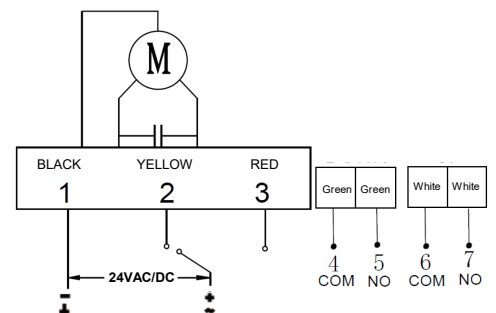 M
BLACK YELLOW RED
1 2 3
Green Green White White
24VAC/DC
4 5 6 7
COM NO COM NO